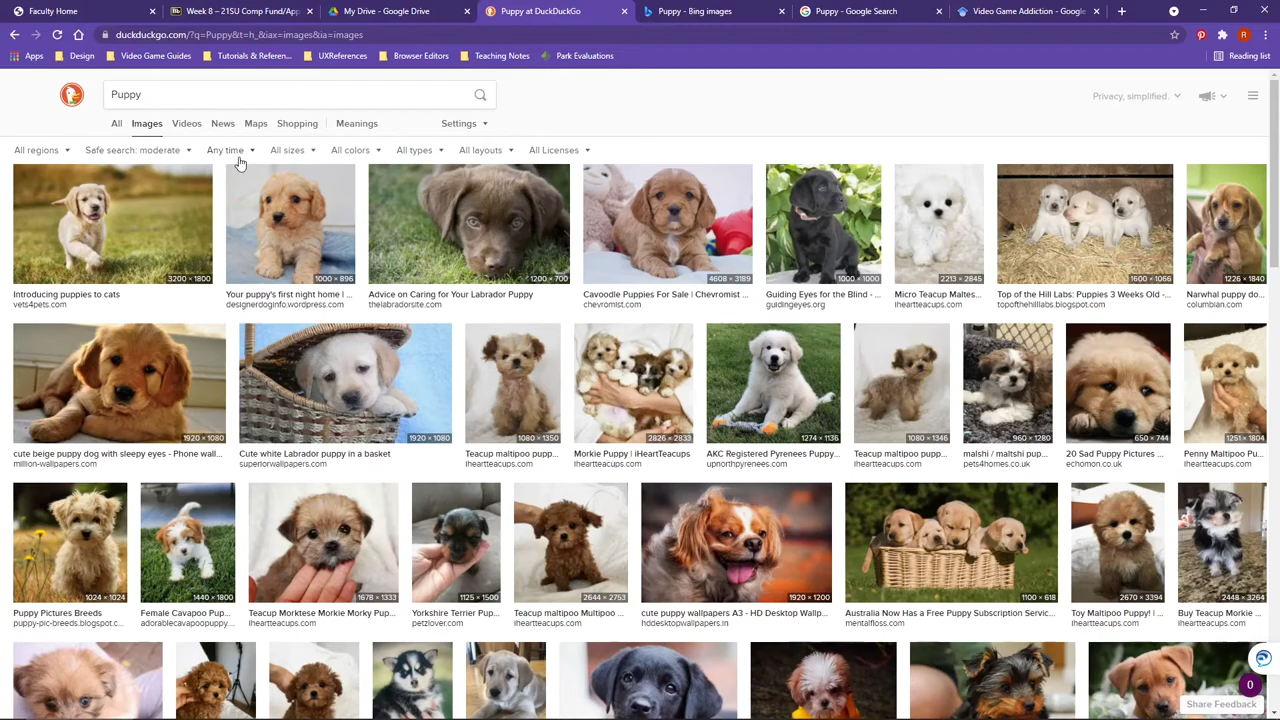 Faculty Home
Week 8 – 21SU Comp Fund/App
My Drive - Google Drive
Puppy at DuckDuckGo
Puppy - Bing images
Puppy - Google Search
Video Game Addiction - Google
duckduckgo.com/?q=Puppy&t=h_&iax=images&ia=images
Apps
Design
Video Game Guides
Tutorials & Referen...
UXReferences
Browser Editors
Teaching Notes
Park Evaluations
Reading list
Puppy
Privacy, simplified.
All Images Videos News Maps Shopping Meanings Settings
All regions Safe search: moderate Any time All sizes All colors All types All layouts All Licenses
3200 × 1800
1000 × 896
1200 × 700
4608 × 3189
1000 × 1000
2213 × 2845
1600 × 1066
1226 × 1840
Introducing puppies to cats
vets4pets.com
Your puppy's first night home | ...
designerdoginfo.wordpress.com
Advice on Caring for Your Labrador Puppy
thelabradorsite.com
Cavoodle Puppies For Sale | Chevromist ...
chevromist.com
Guiding Eyes for the Blind - ...
guidingeyes.org
Micro Teacup Maltes...
iheartteacups.com
Top of the Hill Labs: Puppies 3 Weeks Old -...
topofthehilllabs.blogspot.com
Narwhal puppy do...
columbian.com
1920 × 1080
1920 × 1080
1080 × 1350
2826 × 2833
1274 × 1136
1080 × 1346
960 × 1280
650 × 744
1251 × 1804
cute beige puppy dog with sleepy eyes - Phone wall...
million-wallpapers.com
Cute white Labrador puppy in a basket
superiorwallpapers.com
Teacup maltipoo pupp...
iheartteacups.com
Morkie Puppy | iHeartTeacups
iheartteacups.com
AKC Registered Pyrenees Puppy...
upnorthpyrenees.com
Teacup maltipoo pupp...
iheartteacups.com
malshi / maltshi pup...
pets4homes.co.uk
20 Sad Puppy Pictures ...
echomon.co.uk
Penny Maltipoo Pu...
iheartteacups.com
1024 × 1024
1440 × 1800
1678 × 1333
1125 × 1500
2644 × 2753
1920 × 1200
1100 × 618
2670 × 3394
2448 × 3264
Puppy Pictures Breeds
puppy-pic-breeds.blogspot.c...
Female Cavapoo Pup...
adorablecavapoopuppy....
Teacup Morktese Morkie Morky Pup...
iheartteacups.com
Yorkshire Terrier Pup...
petzlover.com
Teacup maltipoo Multipoo ...
iheartteacups.com
cute puppy wallpapers A3 - HD Desktop Wallp...
hddesktopwallpapers.in
Australia Now Has a Free Puppy Subscription Servic...
mentalfloss.com
Toy Maltipoo Puppy! | ...
iheartteacups.com
Buy Teacup Morkie ...
iheartteacups.com
0
Share Feedback